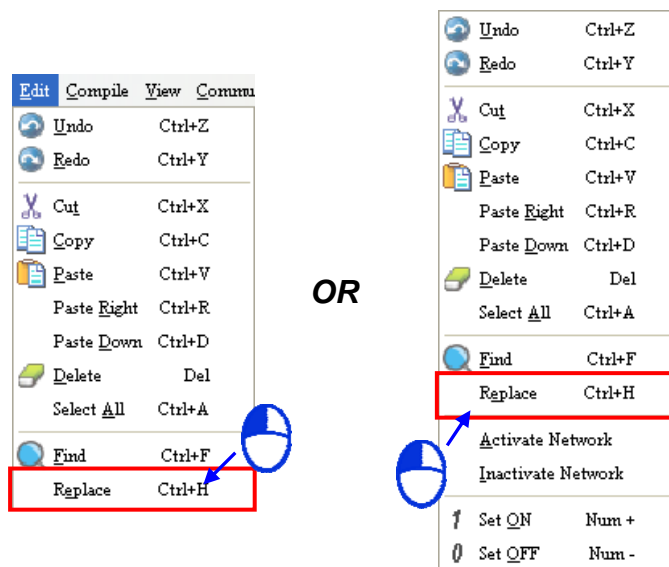 Edit Compile View Commu
Undo Ctrl+Z
Redo Ctrl+Y
Cut Ctrl+X
Copy Ctrl+C
Paste Ctrl+V
Paste Right Ctrl+R
Paste Down Ctrl+D
Delete Del
Select All Ctrl+A
Find Ctrl+F
Replace Ctrl+H
OR
Undo Ctrl+Z
Redo Ctrl+Y
Cut Ctrl+X
Copy Ctrl+C
Paste Ctrl+V
Paste Right Ctrl+R
Paste Down Ctrl+D
Delete Del
Select All Ctrl+A
Find Ctrl+F
Replace Ctrl+H
Activate Network
Inactivate Network
1 Set ON Num +
0 Set OFF Num -